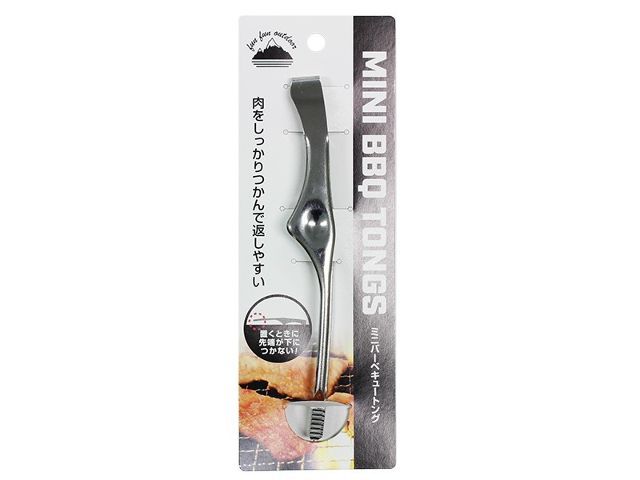 fun fun outdoor
MINI BBQ TONGS
ミニバーベキュートング
肉をしっかりつかんで返しやすい
置くときに
先端が下に
つかない!